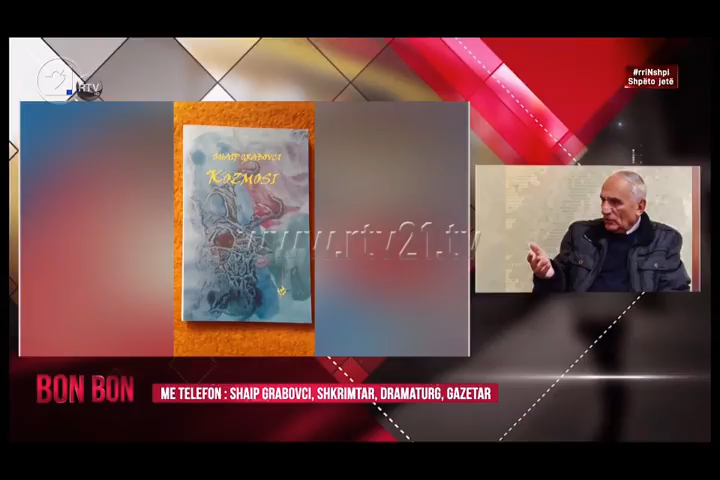 RTV
#rriNshpi
Shpëto jetë
SHAIP GRABOVCI
KOZMOSI
www.rtv21.tv
BON BON
ME TELEFON : SHAIP GRABOVCI, SHKRIMTAR, DRAMATURG, GAZETAR